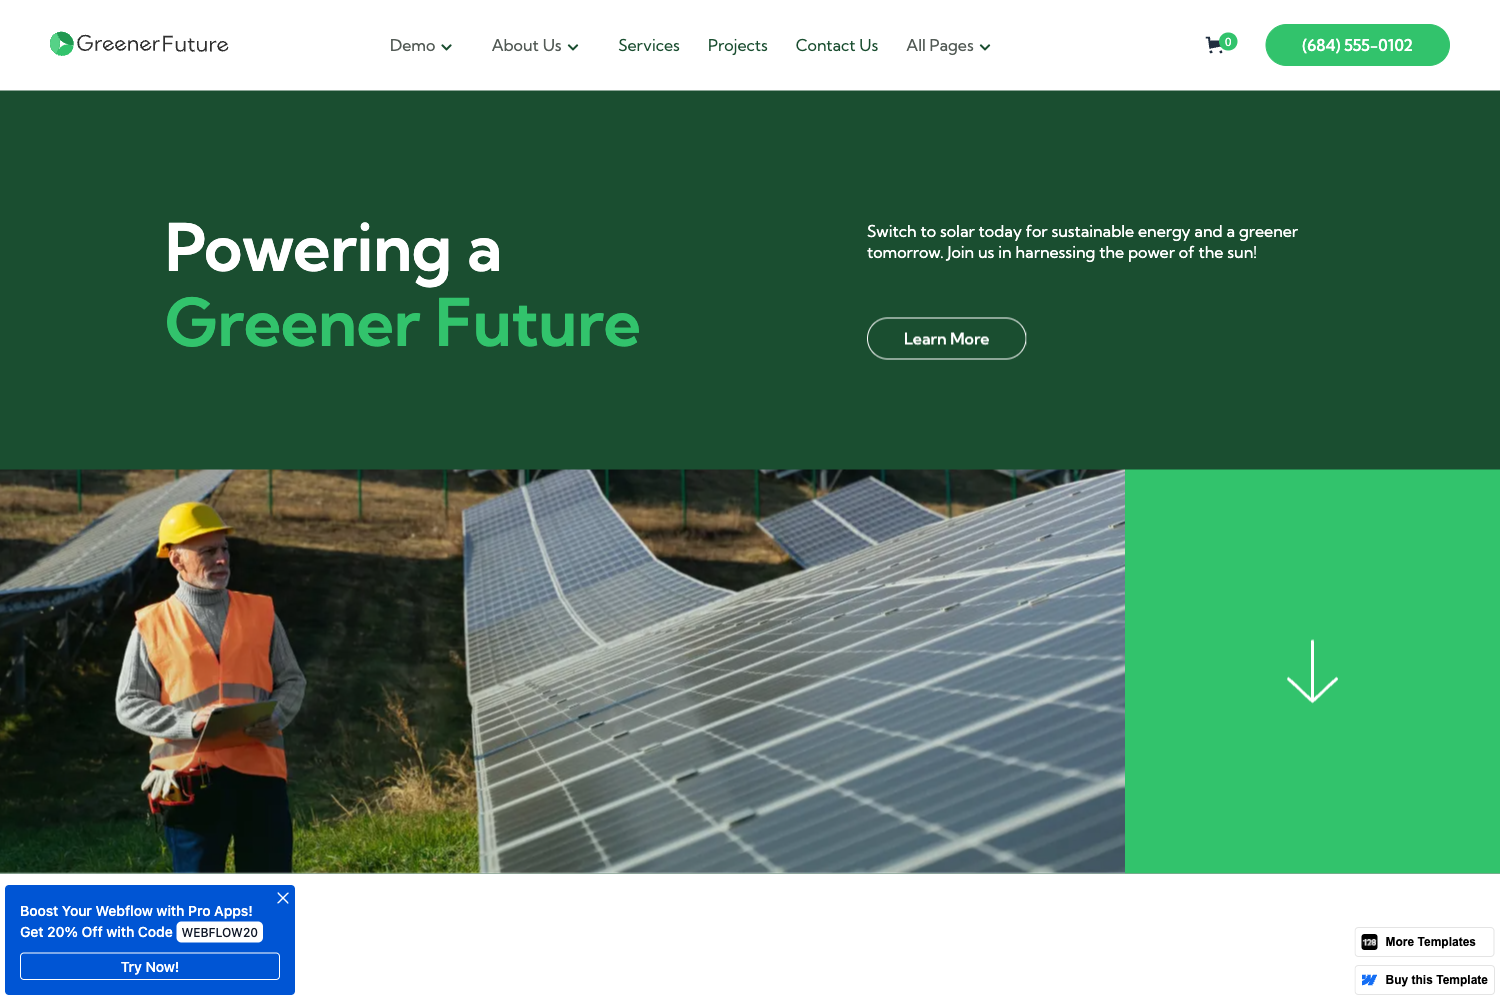 GreenerFuture
Demo
About Us
Services
Projects
Contact Us
All Pages
0
(684) 555-0102
Powering a
Greener Future
Switch to solar today for sustainable energy and a greener
tomorrow. Join us in harnessing the power of the sun!
Learn More
Boost Your Webflow with Pro Apps!
Get 20% Off with Code WEBFLOW20
Try Now!
128 More Templates
Buy this Template